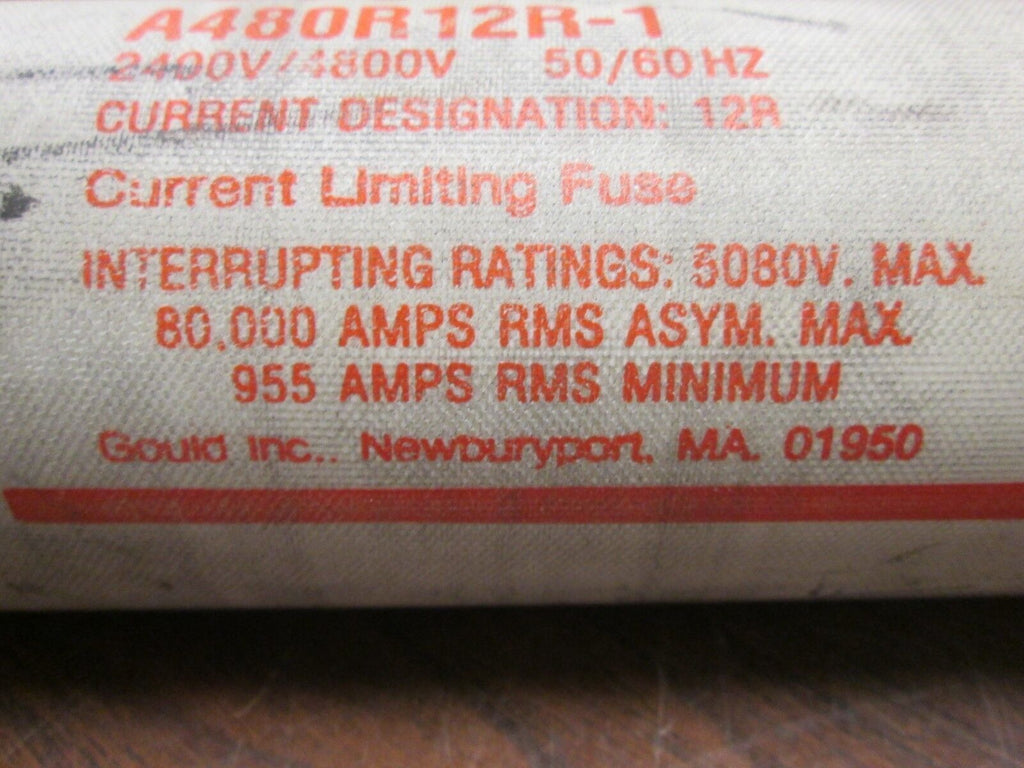 A480R12R-1
2400V/4800V 50/60 HZ
CURRENT DESIGNATION: 12R
Current Limiting Fuse
INTERRUPTING RATINGS: 5080V. MAX.
80,000 AMPS RMS ASYM. MAX.
955 AMPS RMS MINIMUM
Gould Inc.. Newburyport, MA. 01950